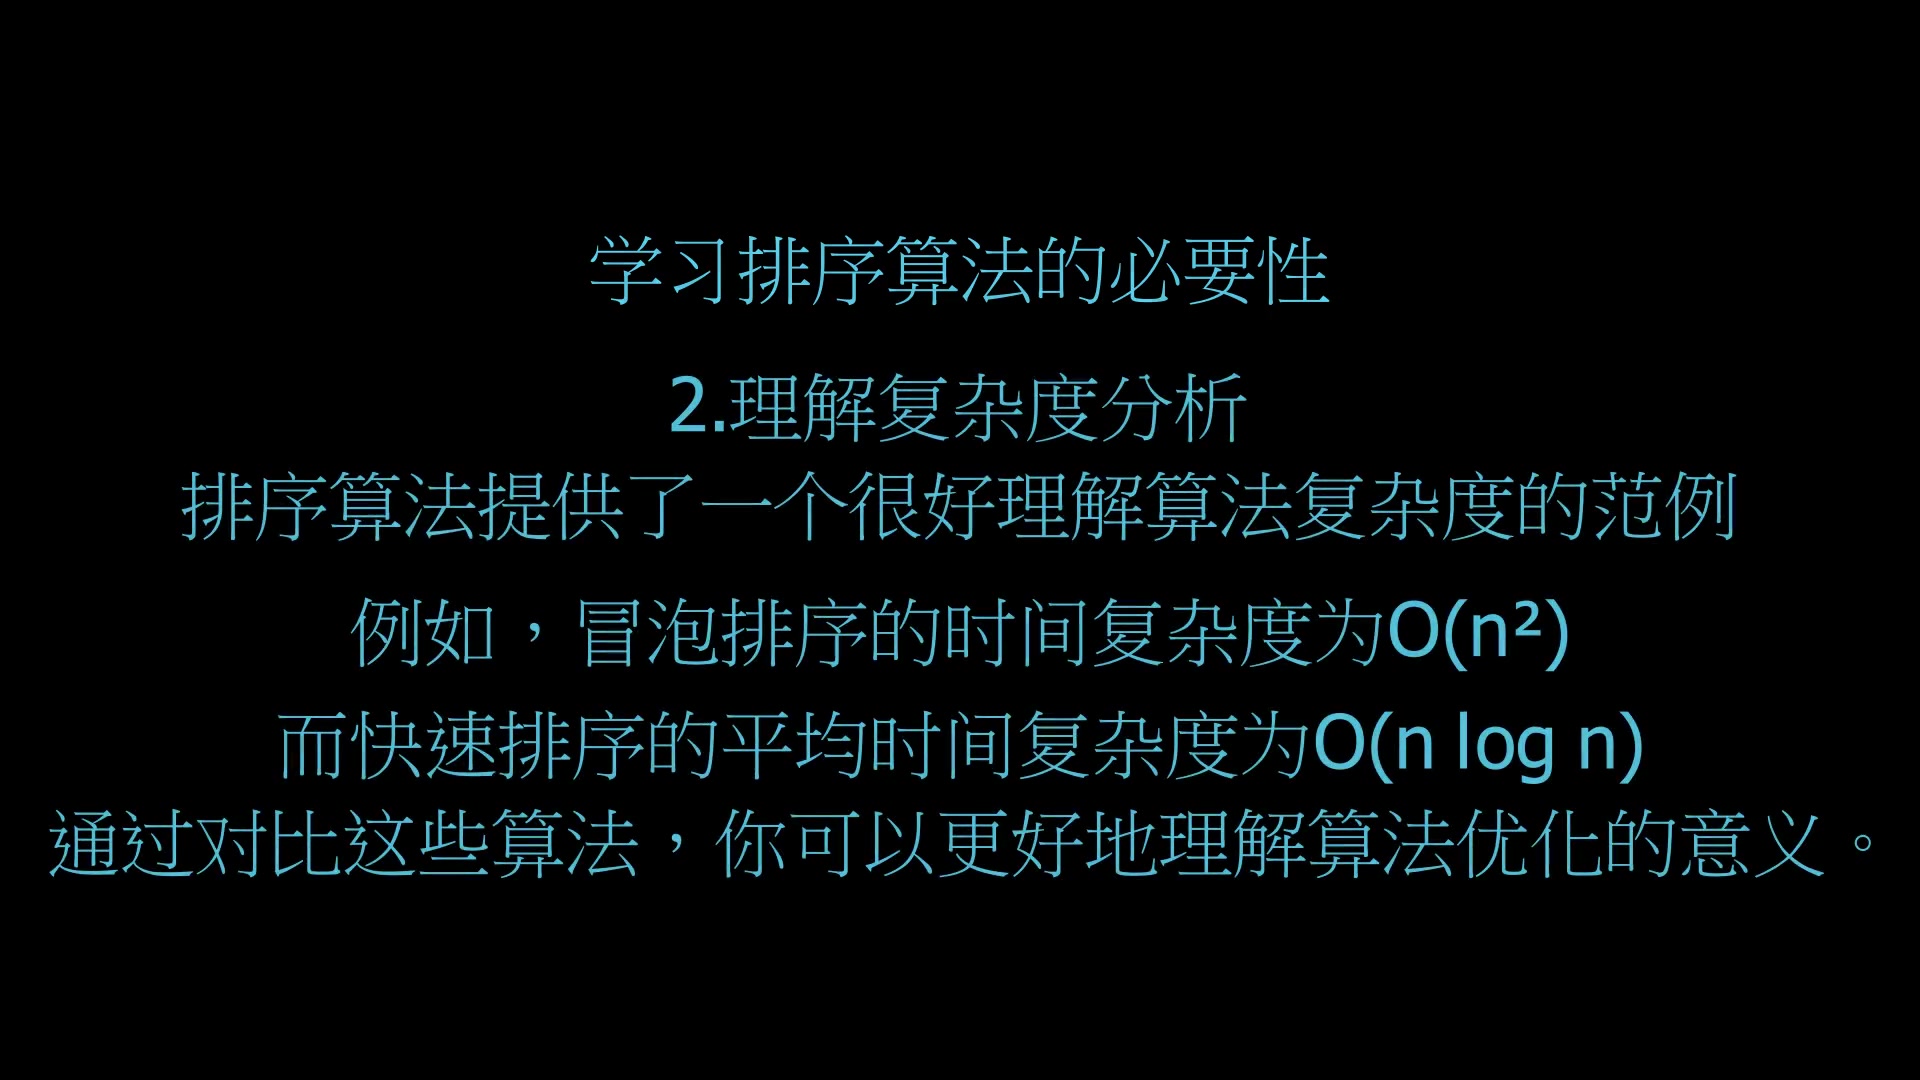 学习排序算法的必要性
2.理解复杂度分析
排序算法提供了一个很好理解算法复杂度的范例
例如，冒泡排序的时间复杂度为O(n²)
而快速排序的平均时间复杂度为O(n log n)
通过对比这些算法，你可以更好地理解算法优化的意义。